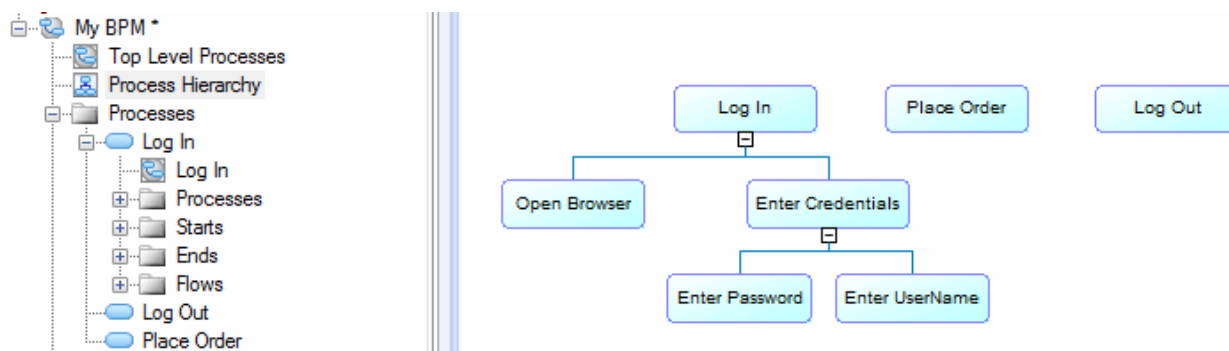 My BPM *
Top Level Processes
Process Hierarchy
Processes
Log In
Log In
Processes
Starts
Ends
Flows
Log Out
Place Order
Log In
Place Order
Log Out
Open Browser
Enter Credentials
Enter Password
Enter UserName